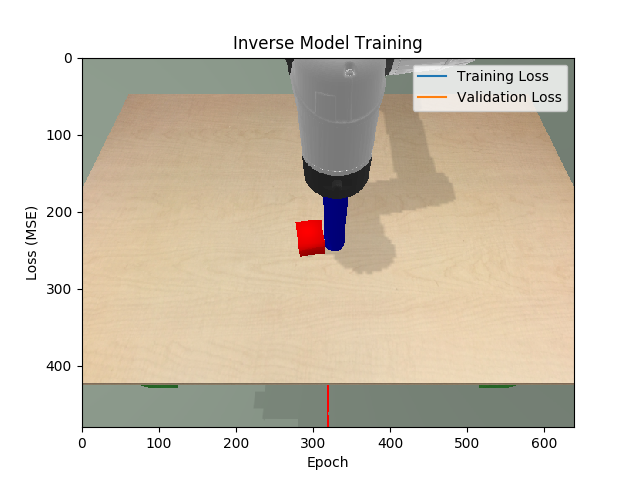 Inverse Model Training
Training Loss
Validation Loss
Loss (MSE)
0
100
200
300
400
0
100
200
300
400
500
600
Epoch